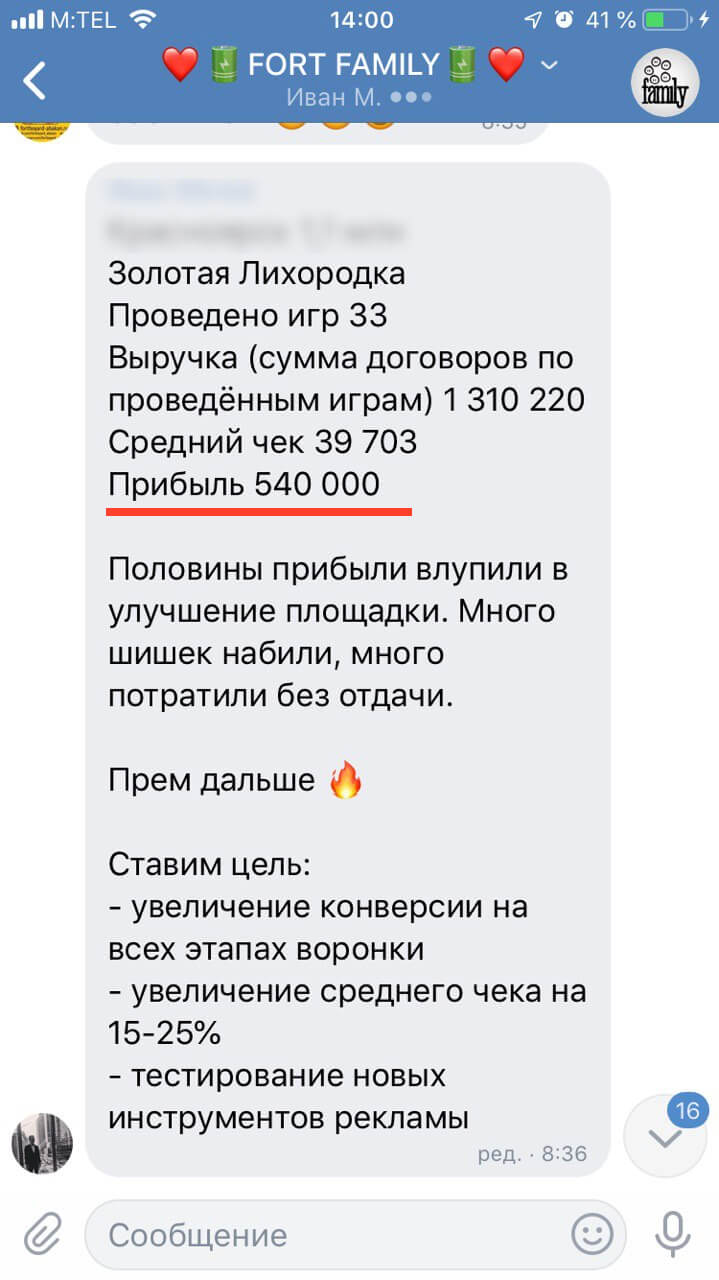 M:TEL 14:00 41 %
❤️🔋 FORT FAMILY 🔋❤️
Иван М.
family
8:35
Золотая Лихородка
Проведено игр 33
Выручка (сумма договоров по
проведённым играм) 1 310 220
Средний чек 39 703
Прибыль 540 000
Половины прибыли влупили в
улучшение площадки. Много
шишек набили, много
потратили без отдачи.
Прем дальше 🔥
Ставим цель:
- увеличение конверсии на
всех этапах воронки
- увеличение среднего чека на
15-25%
- тестирование новых
инструментов рекламы
ред. · 8:36
16
Сообщение